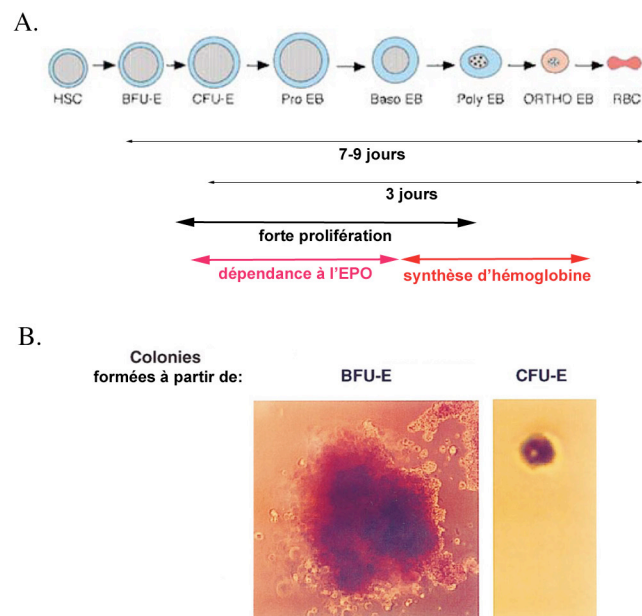 A.
HSC BFU-E CFU-E Pro EB Baso EB Poly EB ORTHO EB RBC
7-9 jours
3 jours
forte prolifération
dépendance à l'EPO synthèse d'hémoglobine
B.
Colonies
formées à partir de: BFU-E CFU-E